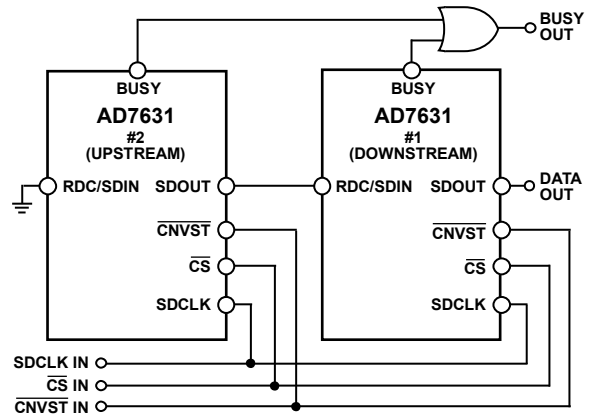 BUSY
OUT
BUSY
AD7631
#2
(UPSTREAM)
RDC/SDIN SDOUT
CNVST
CS
SDCLK
BUSY
AD7631
#1
(DOWNSTREAM)
RDC/SDIN SDOUT
CNVST
CS
SDCLK
DATA
OUT
SDCLK IN
CS IN
CNVST IN